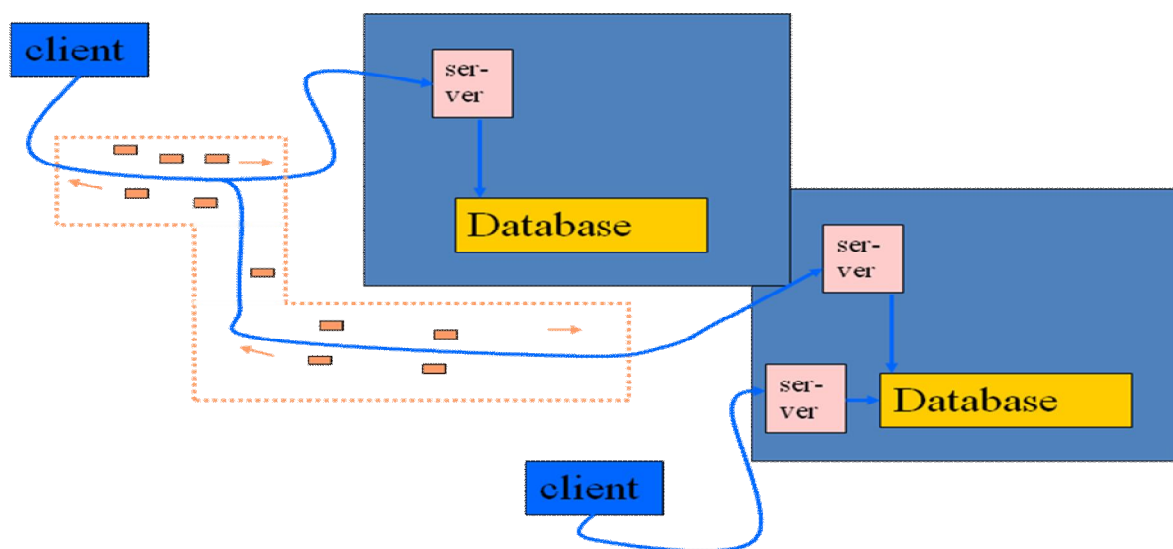 client
ser-
ver
Database
ser-
ver
ser-
ver
Database
client